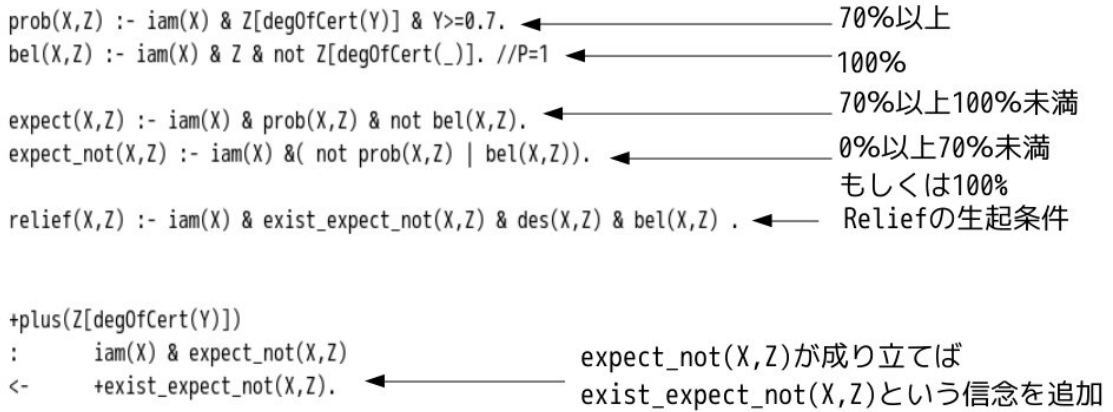 prob(X,Z) :- iam(X) & Z[degOfCert(Y)] & Y>=0.7.
70%以上
bel(X,Z) :- iam(X) & Z & not Z[degOfCert(_)]. //P=1
100%
expect(X,Z) :- iam(X) & prob(X,Z) & not bel(X,Z).
70%以上100%未満
expect_not(X,Z) :- iam(X) &( not prob(X,Z) | bel(X,Z)).
0%以上70%未満
もしくは100%
relief(X,Z) :- iam(X) & exist_expect_not(X,Z) & des(X,Z) & bel(X,Z) .
Reliefの生起条件
+plus(Z[degOfCert(Y)])
: iam(X) & expect_not(X,Z)
<- +exist_expect_not(X,Z).
expect_not(X,Z)が成り立てば
exist_expect_not(X,Z)という信念を追加